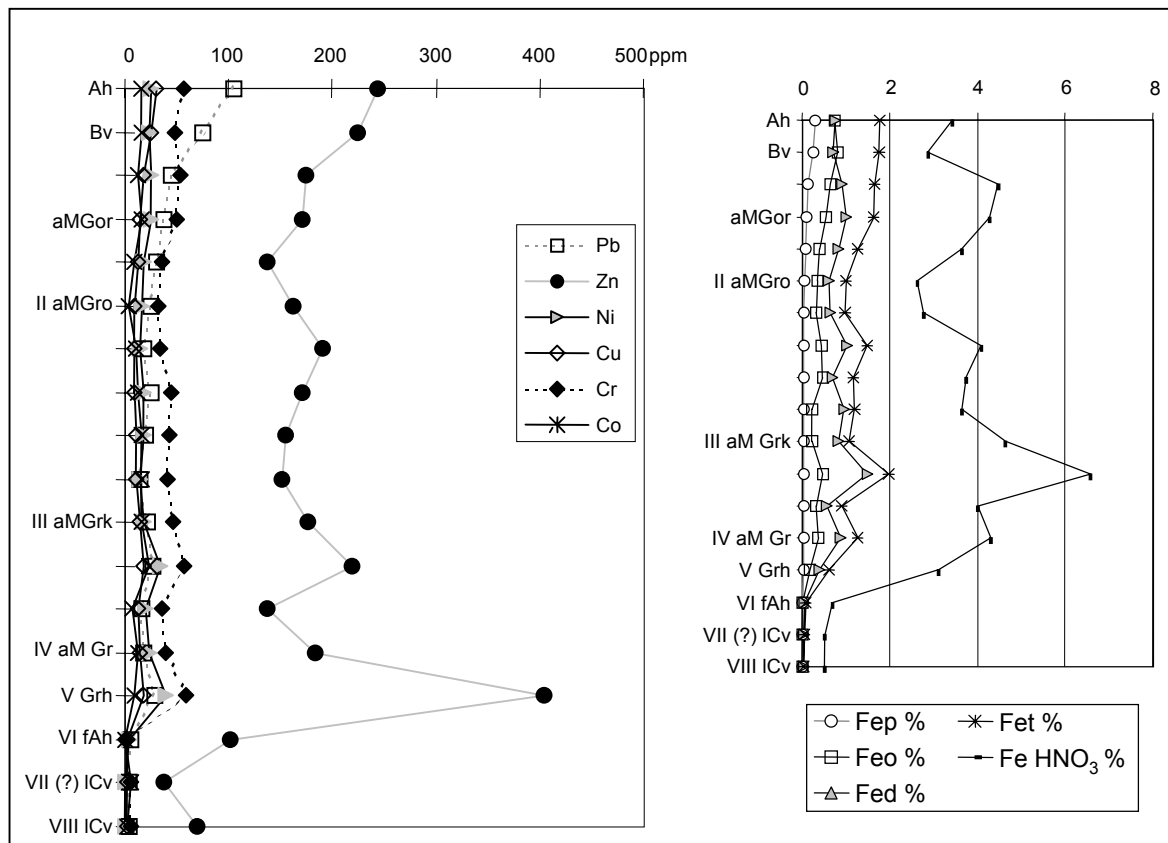 0 100 200 300 400 500ppm
Ah
Bv
aMGor
II aMGro
III aMGrk
IV aM Gr
V Grh
VI fAh
VII (?) lCv
VIII lCv
Pb
Zn
Ni
Cu
Cr
Co
0 2 4 6 8
Ah
Bv
aMGor
II aMGro
III aM Grk
IV aM Gr
V Grh
VI fAh
VII (?) lCv
VIII lCv
Fep % Fet %
Feo % Fe HNO₃ %
Fed %